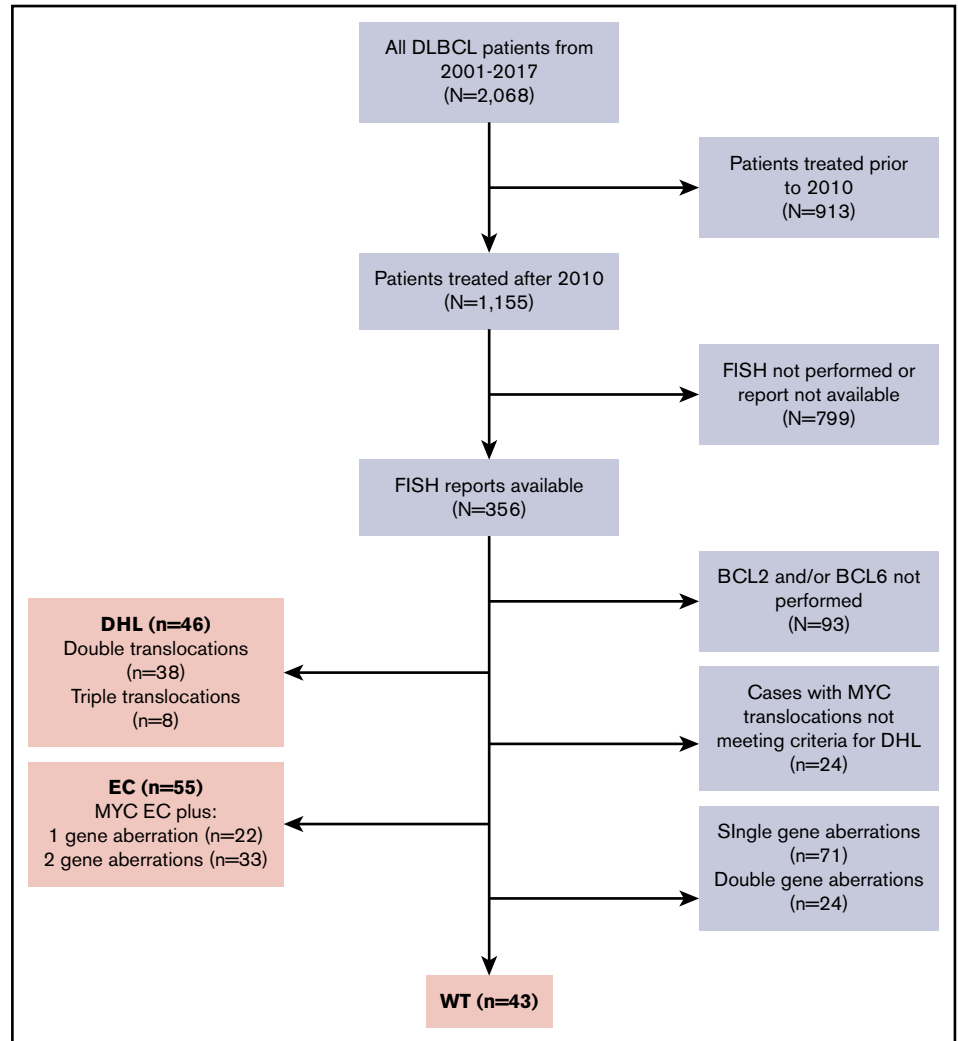 All DLBCL patients from
2001-2017
(N=2,068)
Patients treated prior
to 2010
(N=913)
Patients treated after 2010
(N=1,155)
FISH not performed or
report not available
(N=799)
FISH reports available
(N=356)
BCL2 and/or BCL6 not
performed
(N=93)
DHL (n=46)
Double translocations
(n=38)
Triple translocations
(n=8)
Cases with MYC
translocations not
meeting criteria for DHL
(n=24)
EC (n=55)
MYC EC plus:
1 gene aberration (n=22)
2 gene aberrations (n=33)
SIngle gene aberrations
(n=71)
Double gene aberrations
(n=24)
WT (n=43)